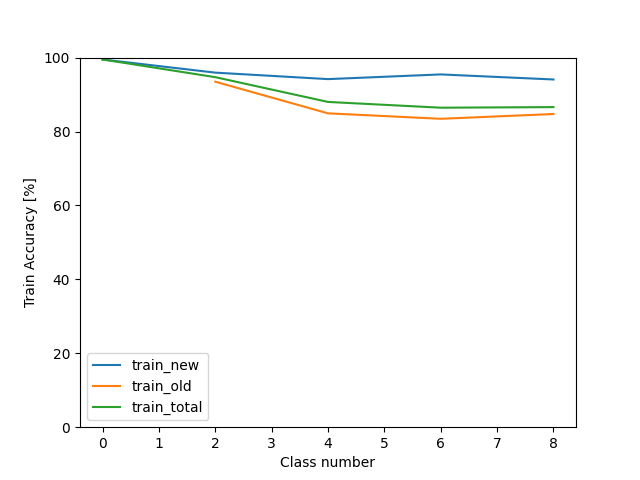 100
80
60
40
20
0
Train Accuracy [%]
train_new
train_old
train_total
0 1 2 3 4 5 6 7 8
Class number